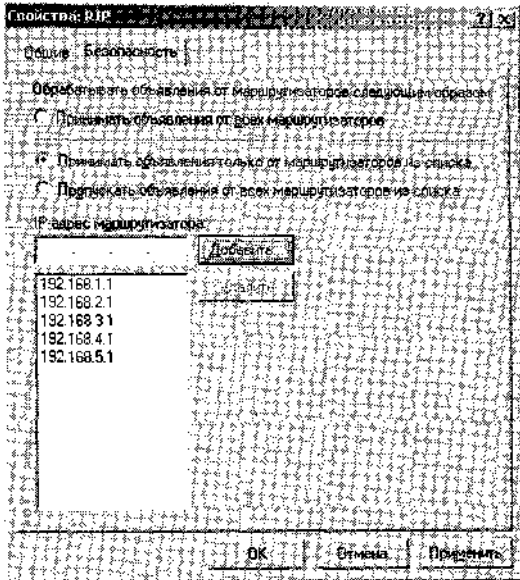 Свойства: RIP
Общие Безопасность
Обрабатывать объявления от маршрутизаторов следующим образом
Принимать объявления от всех маршрутизаторов
Принимать объявления только от маршрутизаторов из списка
Пропускать объявления от всех маршрутизаторов из списка
IP-адрес маршрутизатора:
Добавить
Удалить
192.168.1.1
192.168.2.1
192.168.3.1
192.168.4.1
192.168.5.1
OK Отмена Применить